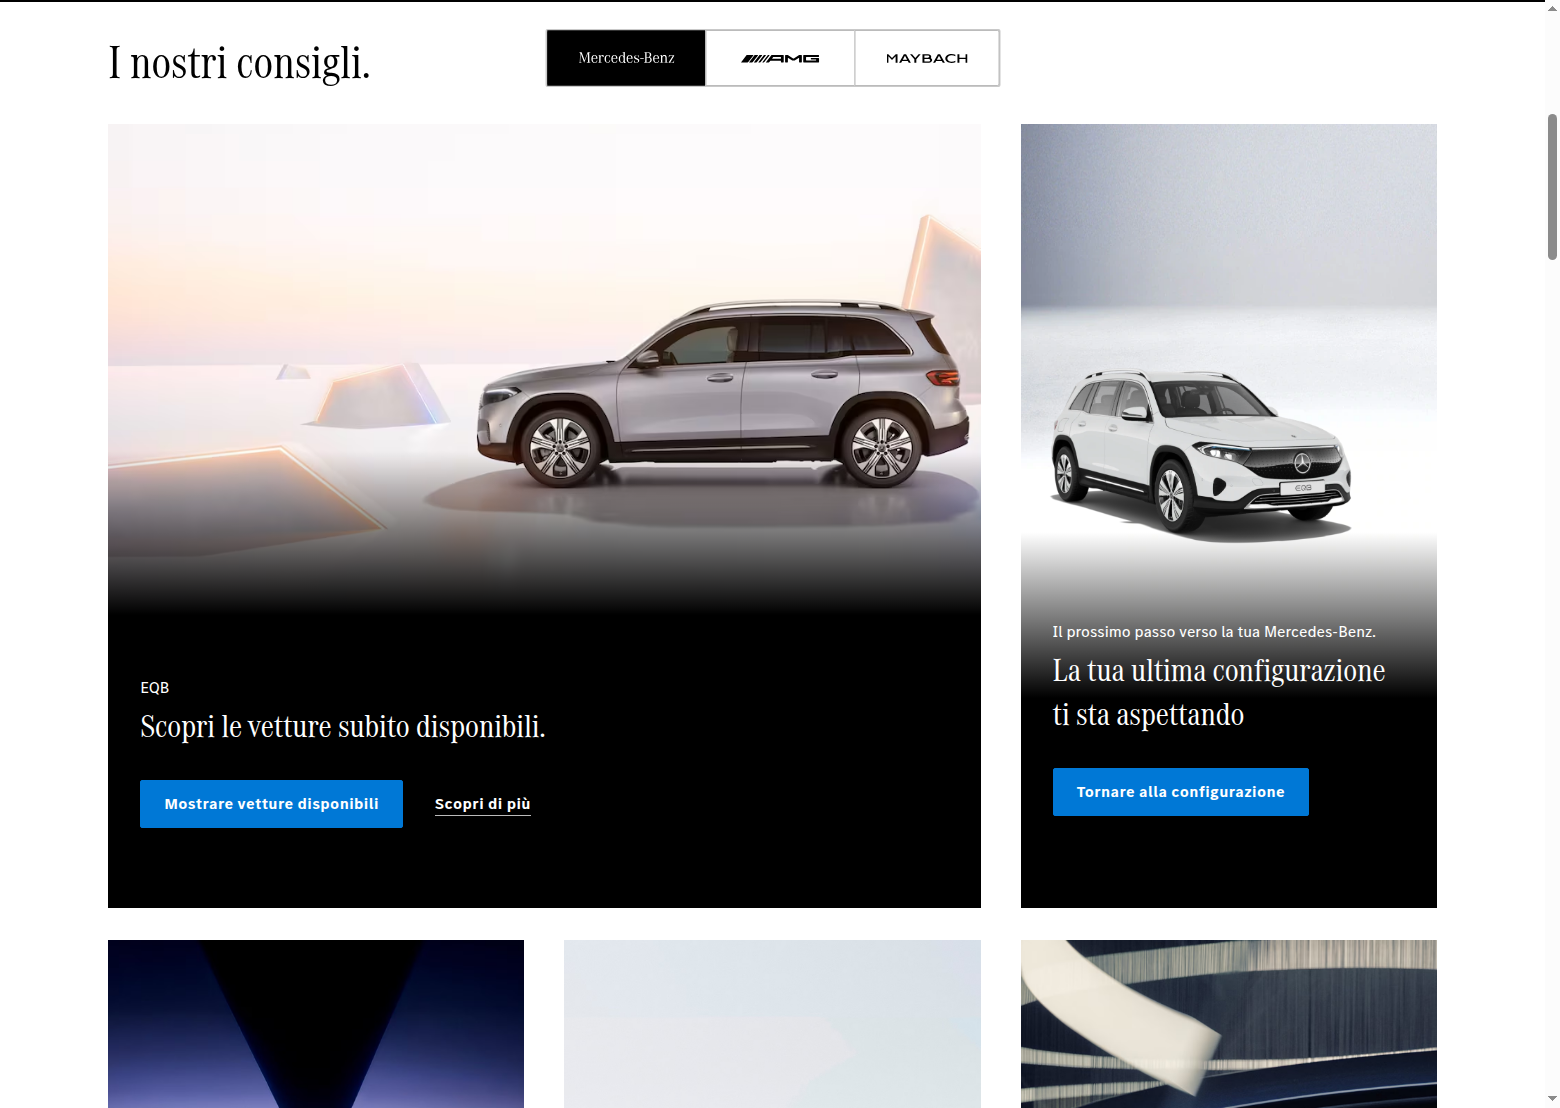 I nostri consigli.
Mercedes-Benz
AMG
MAYBACH
EQB
Scopri le vetture subito disponibili.
Mostrare vetture disponibili
Scopri di più
EQB
Il prossimo passo verso la tua Mercedes-Benz.
La tua ultima configurazione
ti sta aspettando
Tornare alla configurazione